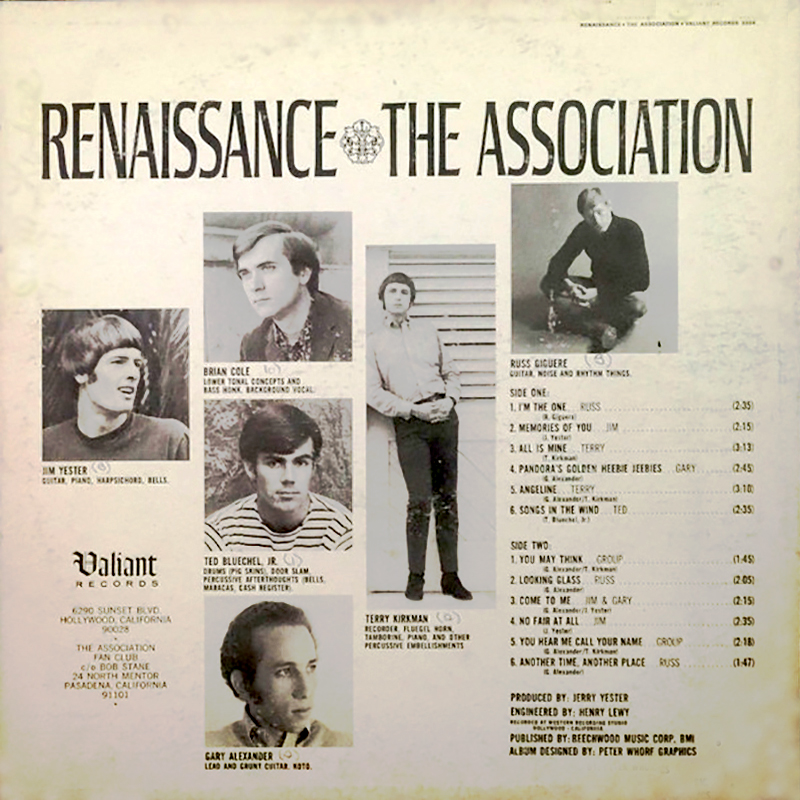 RENAISSANCE • THE ASSOCIATION • VALIANT RECORDS 5004
RENAISSANCE THE ASSOCIATION
JIM YESTER
GUITAR, PIANO, HARPSICHORD, BELLS.
BRIAN COLE
LOWER TONAL CONCEPTS AND
BASS HONK. BACKGROUND VOCAL.
TED BLUECHEL, JR.
DRUMS (PIG SKINS), DOOR SLAM,
PERCUSSIVE AFTERTHOUGHTS (BELLS,
MARACAS, CASH REGISTER).
GARY ALEXANDER
LEAD AND GRUNT GUITAR. KOTO.
TERRY KIRKMAN
RECORDER, FLUEGEL HORN,
TAMBORINE, PIANO, AND OTHER
PERCUSSIVE EMBELLISHMENTS
RUSS GIGUERE
GUITAR, NOISE AND RHYTHM THINGS.
SIDE ONE:
1. I'M THE ONE . . RUSS (2:35)
(R. Giguere)
2. MEMORIES OF YOU . . JIM (2:15)
(J. Yester)
3. ALL IS MINE . . TERRY (3:13)
(T. Kirkman)
4. PANDORA'S GOLDEN HEEBIE JEEBIES . . GARY (2:45)
(G. Alexander)
5. ANGELINE . . TERRY (3:10)
(G. Alexander/T. Kirkman)
6. SONGS IN THE WIND . . TED (2:35)
(T. Bluechel, Jr.)
SIDE TWO:
1. YOU MAY THINK . . GROUP (1:45)
(G. Alexander/T. Kirkman)
2. LOOKING GLASS . . RUSS (2:05)
(G. Alexander)
3. COME TO ME . . JIM & GARY (2:15)
(G. Alexander/J. Yester)
4. NO FAIR AT ALL . . JIM (2:35)
(J. Yester)
5. YOU HEAR ME CALL YOUR NAME . . GROUP (2:18)
(G. Alexander/T. Kirkman)
6. ANOTHER TIME, ANOTHER PLACE . . RUSS (1:47)
(G. Alexander)
PRODUCED BY: JERRY YESTER
ENGINEERED BY: HENRY LEWY
RECORDED AT WESTERN RECORDING STUDIO
HOLLYWOOD - CALIFORNIA
PUBLISHED BY: BEECHWOOD MUSIC CORP. BMI
ALBUM DESIGNED BY: PETER WHORF GRAPHICS
Valiant
RECORDS
6290 SUNSET BLVD.
HOLLYWOOD, CALIFORNIA
90028
•
THE ASSOCIATION
FAN CLUB
c/o BOB STANE
24 NORTH MENTOR
PASADENA, CALIFORNIA
91101
•